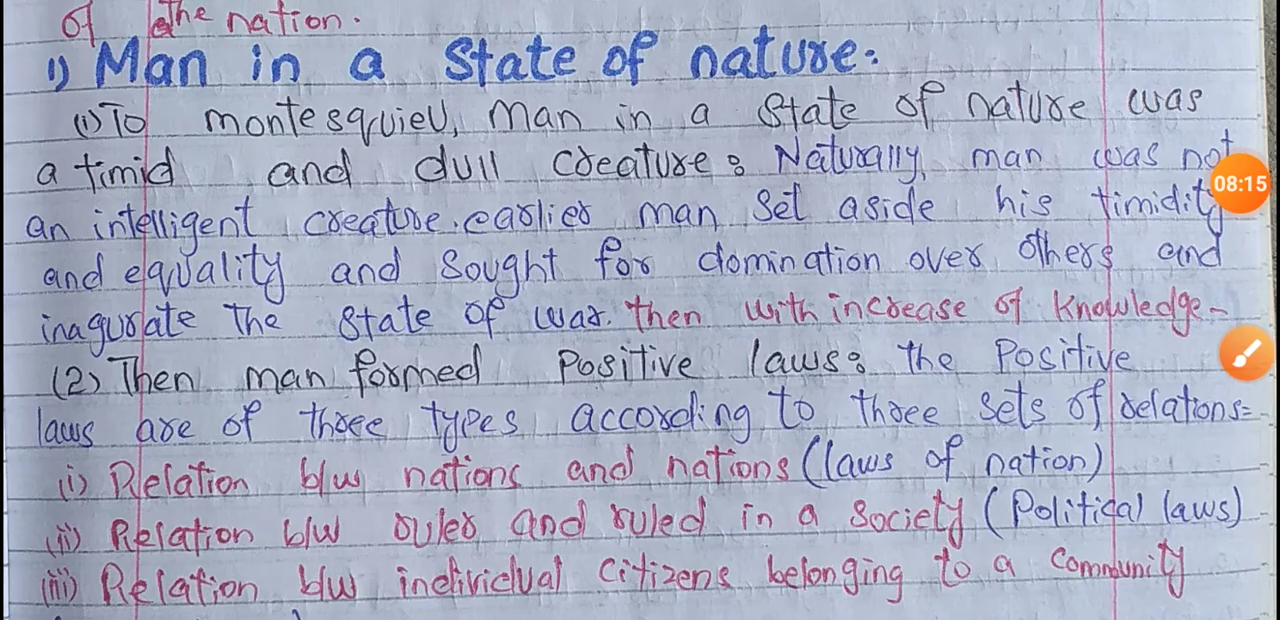 of the nation.
1) Man in a State of nature:
(1) To montesquieu, man in a State of nature was
a timid and dull creature: Naturally, man was not
an intelligent creature. earlier man set aside his timidity
and equality and Sought for domination over others and
inagurate The State of war. then with increase of Knowledge-
(2) Then man formed Positive laws: the Positive
laws are of three types according to three sets of relations=
(i) Relation b/w nations and nations (laws of nation)
(ii) Relation b/w ruler and ruled in a Society (Political laws)
(iii) Relation b/w individual citizens belonging to a Community
08:15